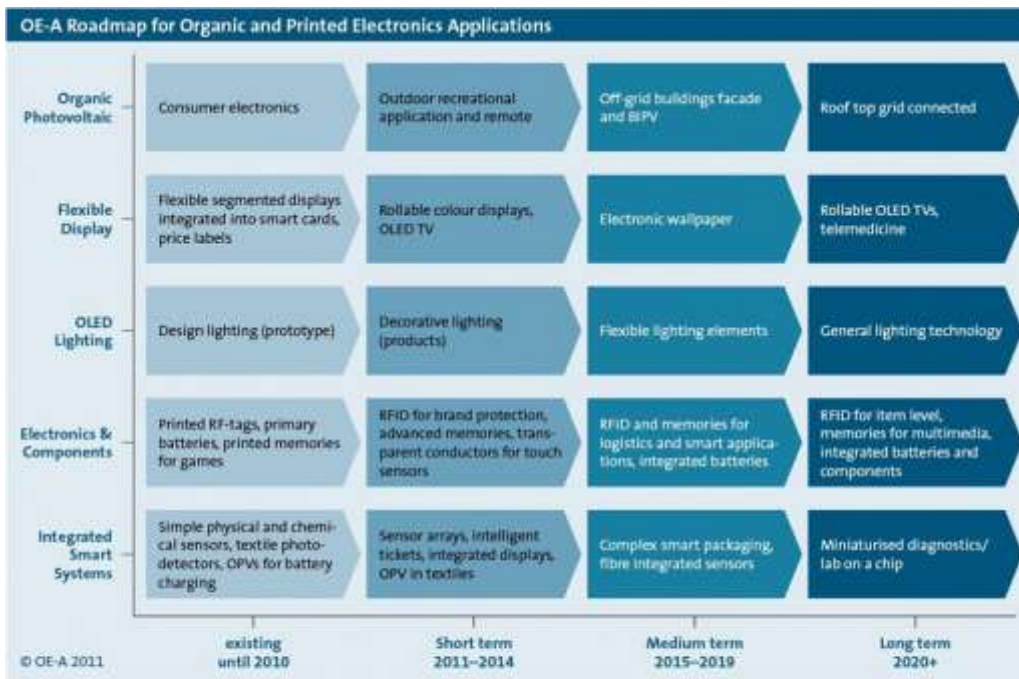 OE-A Roadmap for Organic and Printed Electronics Applications
Organic
Photovoltaic
Consumer electronics
Outdoor recreational
application and remote
Off-grid buildings facade
and BIPV
Roof top grid connected
Flexible
Display
Flexible segmented displays
integrated into smart cards,
price labels
Rollable colour displays,
OLED TV
Electronic wallpaper
Rollable OLED TVs,
telemedicine
OLED
Lighting
Design lighting (prototype)
Decorative lighting
(products)
Flexible lighting elements
General lighting technology
Electronics &
Components
Printed RF-tags, primary
batteries, printed memories
for games
RFID for brand protection,
advanced memories, trans-
parent conductors for touch
sensors
RFID and memories for
logistics and smart applica-
tions, integrated batteries
RFID for item level,
memories for multimedia,
integrated batteries and
components
Integrated
Smart
Systems
Simple physical and chemi-
cal sensors, textile photo-
detectors, OPVs for battery
charging
Sensor arrays, intelligent
tickets, integrated displays,
OPV in textiles
Complex smart packaging,
fibre integrated sensors
Miniaturised diagnostics/
lab on a chip
existing
until 2010
Short term
2011–2014
Medium term
2015–2019
Long term
2020+
© OE-A 2011